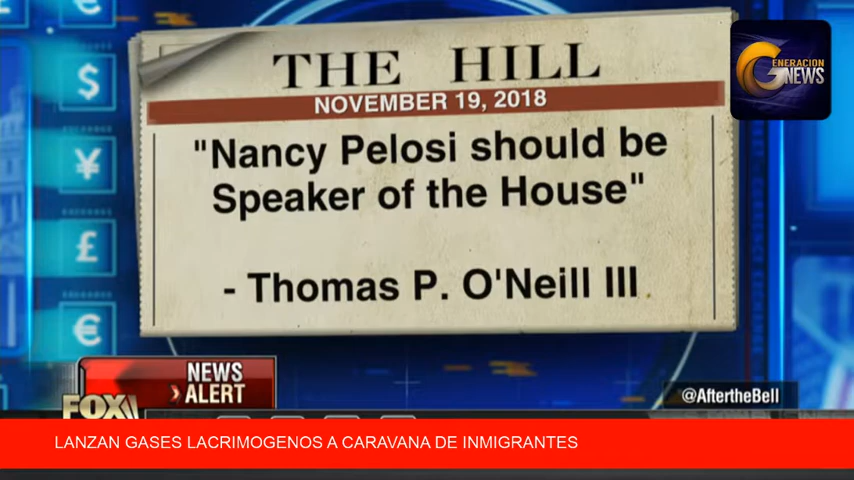 THE HILL
GENERACION
NEWS
NOVEMBER 19, 2018
"Nancy Pelosi should be
Speaker of the House"
- Thomas P. O'Neill III
$
¥
£
€
NEWS
ALERT
@AftertheBell
FOX
LANZAN GASES LACRIMOGENOS A CARAVANA DE INMIGRANTES